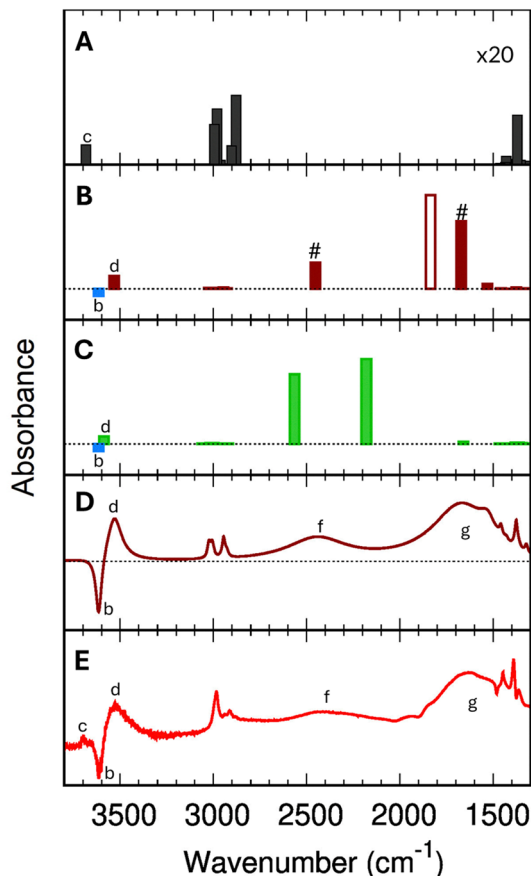 A
x20
c
B
#
#
d
b
C
d
b
D
d
f
g
b
E
d
f
c
g
b
Absorbance
3500 3000 2500 2000 1500
Wavenumber (cm-1)